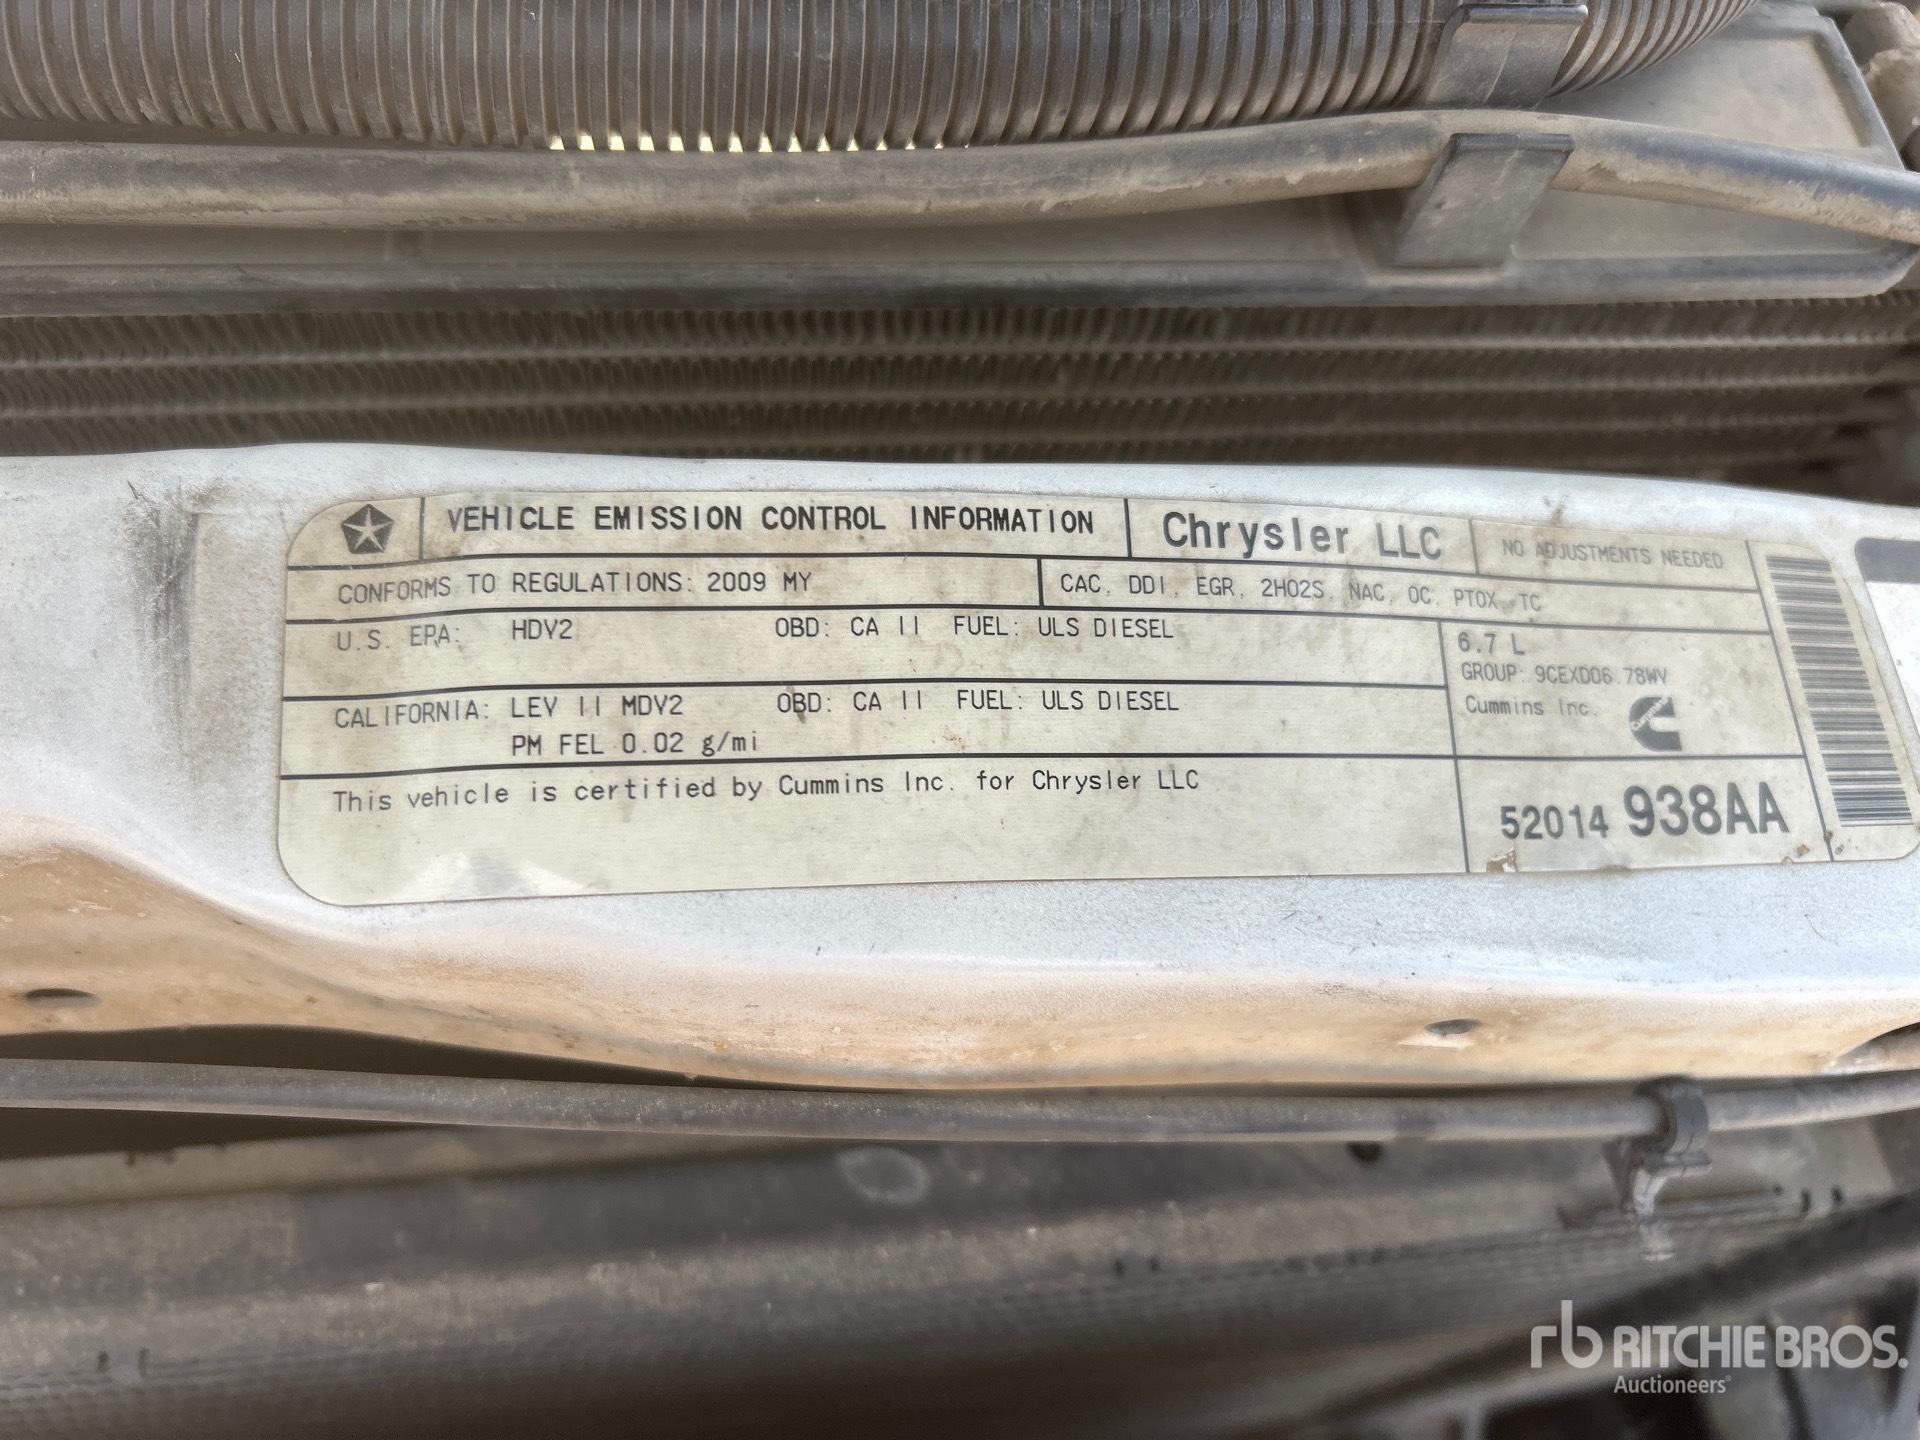 VEHICLE EMISSION CONTROL INFORMATION
Chrysler LLC
NO ADJUSTMENTS NEEDED
CONFORMS TO REGULATIONS: 2009 MY
CAC, DDI, EGR, 2HO2S, NAC, OC, PTOX, TC
U.S. EPA: HDV2 OBD: CA II FUEL: ULS DIESEL
CALIFORNIA: LEV II MDV2 OBD: CA II FUEL: ULS DIESEL
PM FEL 0.02 g/mi
6.7 L
GROUP: 9CEXD06.78WV
Cummins Inc.
This vehicle is certified by Cummins Inc. for Chrysler LLC
52014 938AA
rb RITCHIE BROS.
Auctioneers